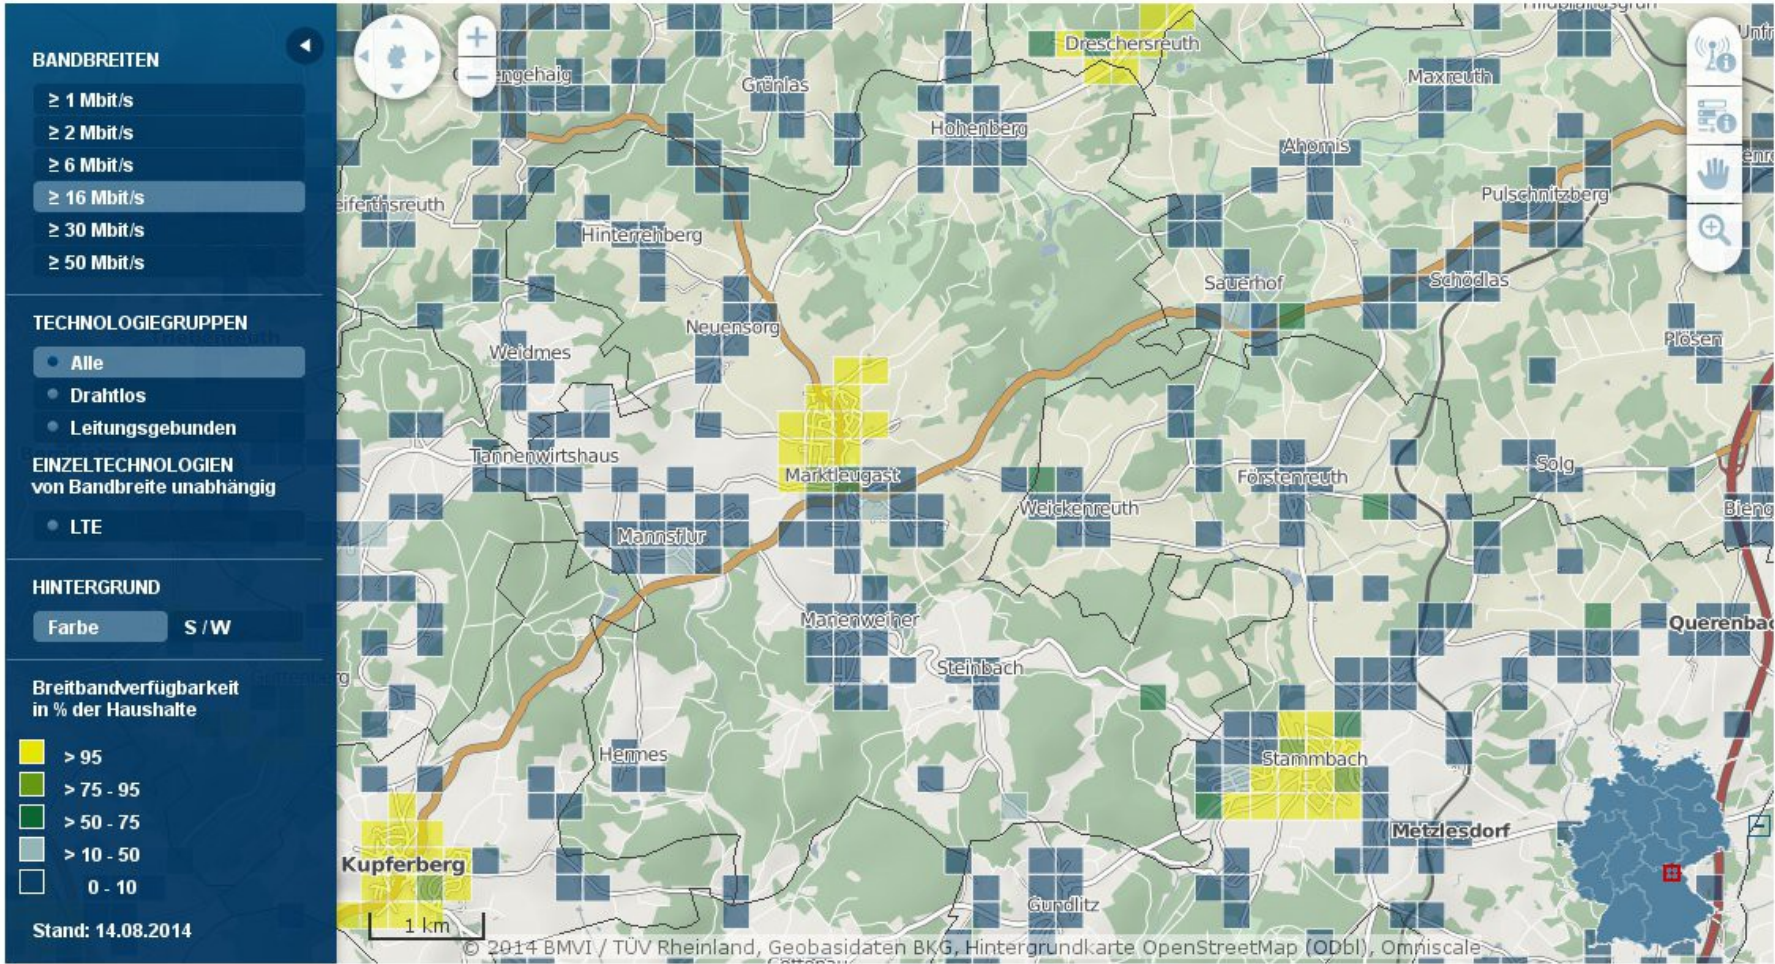 BANDBREITEN
≥ 1 Mbit/s
≥ 2 Mbit/s
≥ 6 Mbit/s
≥ 16 Mbit/s
≥ 30 Mbit/s
≥ 50 Mbit/s
TECHNOLOGIEGRUPPEN
Alle
Drahtlos
Leitungsgebunden
EINZELTECHNOLOGIEN
von Bandbreite unabhängig
LTE
HINTERGRUND
Farbe S / W
Breitbandverfügbarkeit
in % der Haushalte
> 95
> 75 - 95
> 50 - 75
> 10 - 50
0 - 10
Stand: 14.08.2014
Dreschersreuth
Grünlas
Maxreuth
Hohenberg
Ahornis
Pulschnitzberg
eiferthsreuth
Hinterrehberg
Sauerhof
Schödlas
Neuensorg
Weidmes
Plösen
Tannenwirtshaus
Marktleugast
Förstenreuth
Solg
Weickenreuth
Bieng
Mannsflur
Marienweiher
Querenbac
Steinbach
Hermes
Stammbach
Metzlesdorf
Kupferberg
Gundlitz
1 km
© 2014 BMVI / TÜV Rheinland, Geobasidaten BKG, Hintergrundkarte OpenStreetMap (ODbl), Omniscale